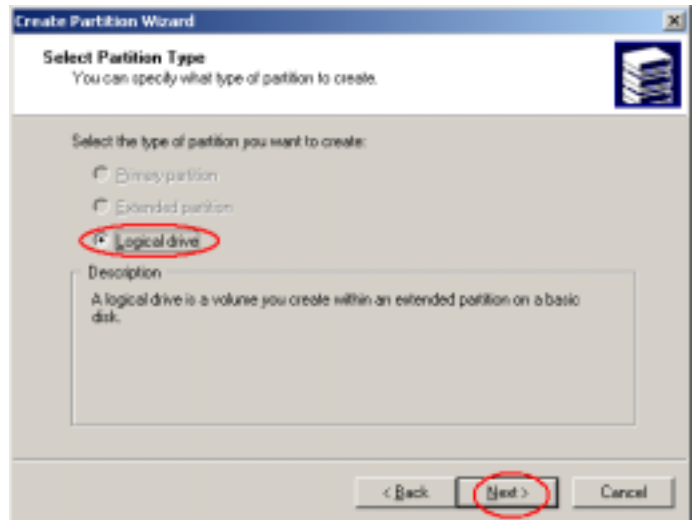 Create Partition Wizard
Select Partition Type
You can specify what type of partition to create.
Select the type of partition you want to create:
Primary partition
Extended partition
Logical drive
Description
A logical drive is a volume you create within an extended partition on a basic
disk.
< Back
Next >
Cancel